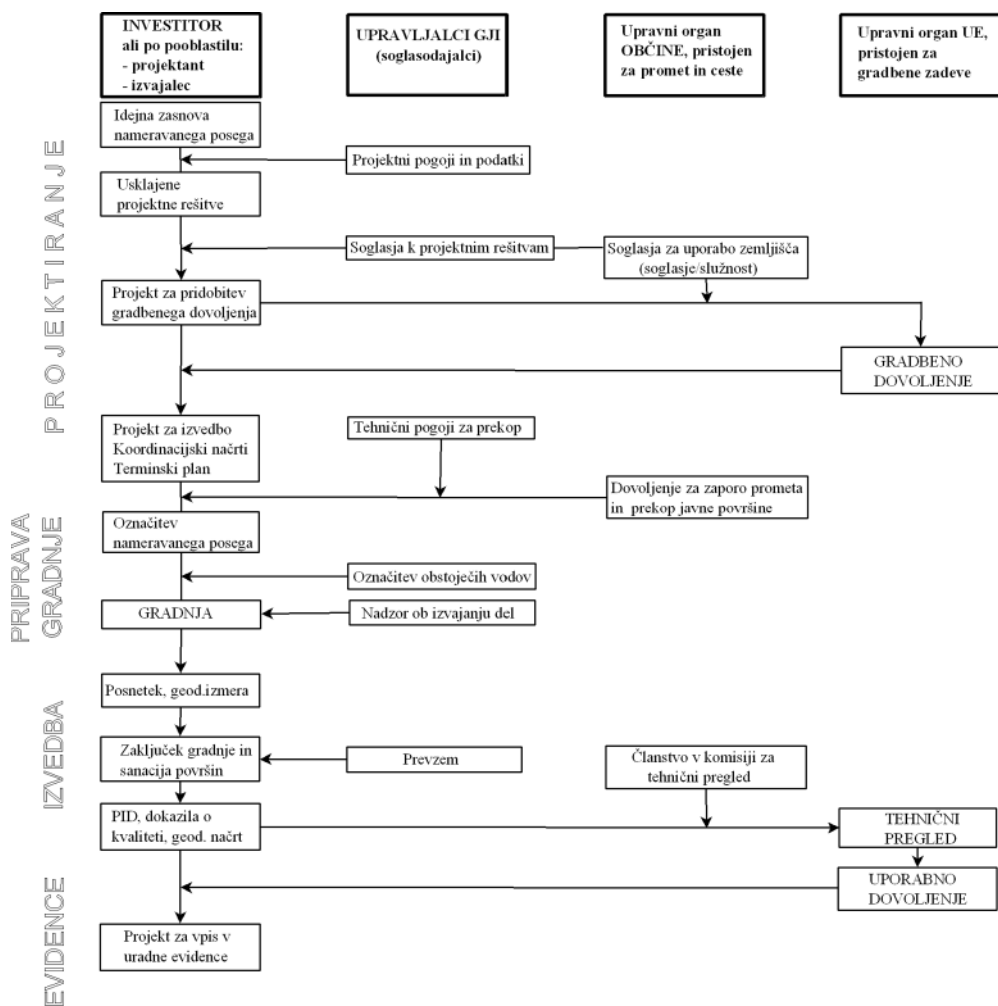 INVESTITOR
ali po pooblastilu:
- projektant
- izvajalec
UPRAVLJALCI GJI
(soglasodajalci)
Upravni organ
OBČINE, pristojen
za promet in ceste
Upravni organ UE,
pristojen za
gradbene zadeve
PROJEKTIRANJE
Idejna zasnova
nameravanega posega
Projektni pogoji in podatki
Usklajene
projektne rešitve
Soglasja k projektnim rešitvam
Soglasja za uporabo zemljišča
(soglasje/služnost)
Projekt za pridobitev
gradbenega dovoljenja
GRADBENO
DOVOLJENJE
Projekt za izvedbo
Koordinacijski načrti
Terminski plan
Tehnični pogoji za prekop
Dovoljenje za zaporo prometa
in prekop javne površine
PRIPRAVA
GRADNJE
Označitev
nameravanega posega
Označitev obstoječih vodov
GRADNJA
Nadzor ob izvajanju del
IZVEDBA
Posnetek, geod.izmera
Zaključek gradnje in
sanacija površin
Prevzem
Članstvo v komisiji za
tehnični pregled
PID, dokazila o
kvaliteti, geod. načrt
TEHNIČNI
PREGLED
EVIDENCE
UPORABNO
DOVOLJENJE
Projekt za vpis v
uradne evidence